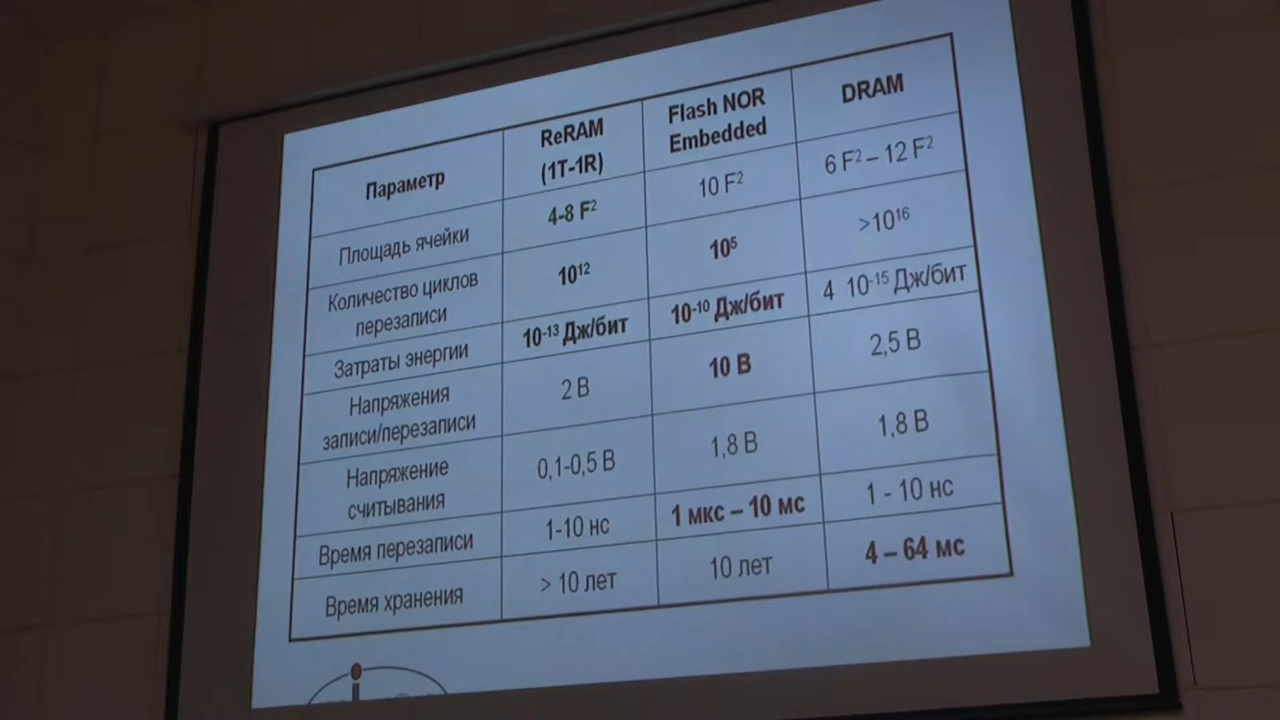 Параметр
ReRAM
(1T-1R)
Flash NOR
Embedded
DRAM
Площадь ячейки
4-8 F²
10 F²
6 F² – 12 F²
Количество циклов
перезаписи
10¹²
10⁵
>10¹⁶
Затраты энергии
10⁻¹³ Дж/бит
10⁻¹⁰ Дж/бит
4 10⁻¹⁵ Дж/бит
Напряжения
записи/перезаписи
2 В
10 В
2,5 В
Напряжение
считывания
0,1-0,5 В
1,8 В
1,8 В
Время перезаписи
1-10 нс
1 мкс – 10 мс
1 - 10 нс
Время хранения
> 10 лет
10 лет
4 – 64 мс